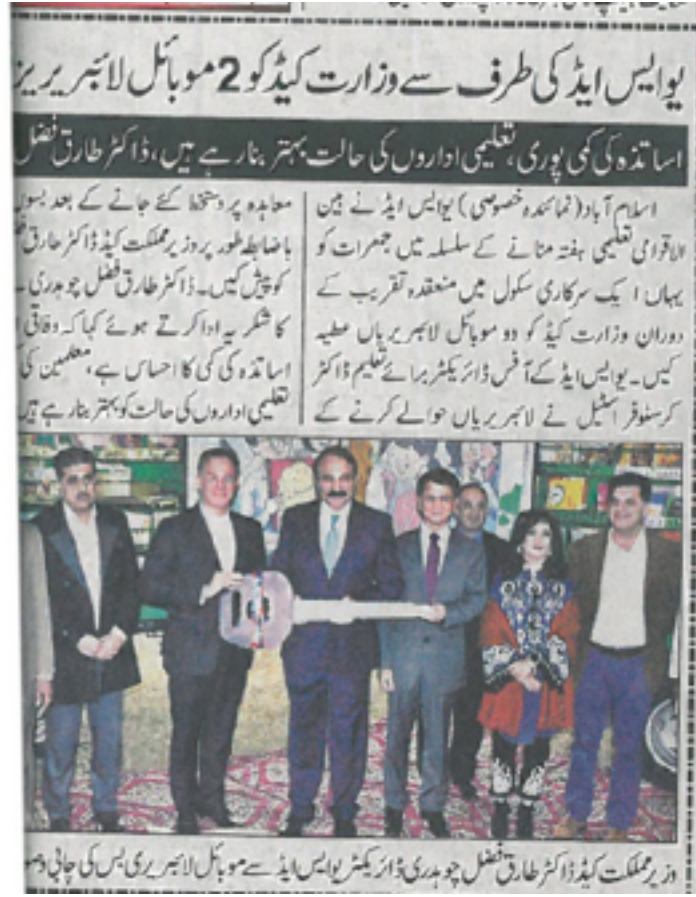 یو ایس ایڈ کی طرف سے وزارت کیڈ کو 2 موبائل لائبریریز
اساتذہ کی کمی پوری، تعلیمی اداروں کی حالت بہتر بنا رہے ہیں، ڈاکٹر طارق فضل
اسلام آباد (نمائندہ خصوصی) یو ایس ایڈ نے بین
الاقوامی تعلیمی ہفتہ منانے کے سلسلہ میں جمعرات کو
یہاں ایک سرکاری سکول میں منعقدہ تقریب کے
دوران وزارت کیڈ کو دو موبائل لائبریریاں عطیہ
کیں۔ یو ایس ایڈ کے آفس ڈائریکٹر برائے تعلیم ڈاکٹر
کرسٹوفر اسٹیل نے لائبریریاں حوالے کرنے کے
معاہدہ پر دستخط کئے جانے کے بعد بسوں
باضابطہ طور پر وزیر مملکت کیڈ ڈاکٹر طارق
کو پیش کیں۔ ڈاکٹر طارق فضل چوہدری
کا شکریہ ادا کرتے ہوئے کہا کہ وفاقی
اساتذہ کی کمی کا احساس ہے، معلمین کی
تعلیمی اداروں کی حالت کو بہتر بنا رہے ہیں
وزیر مملکت کیڈ ڈاکٹر طارق فضل چوہدری ڈائریکٹر یو ایس ایڈ سے موبائل لائبریری بس کی چابی